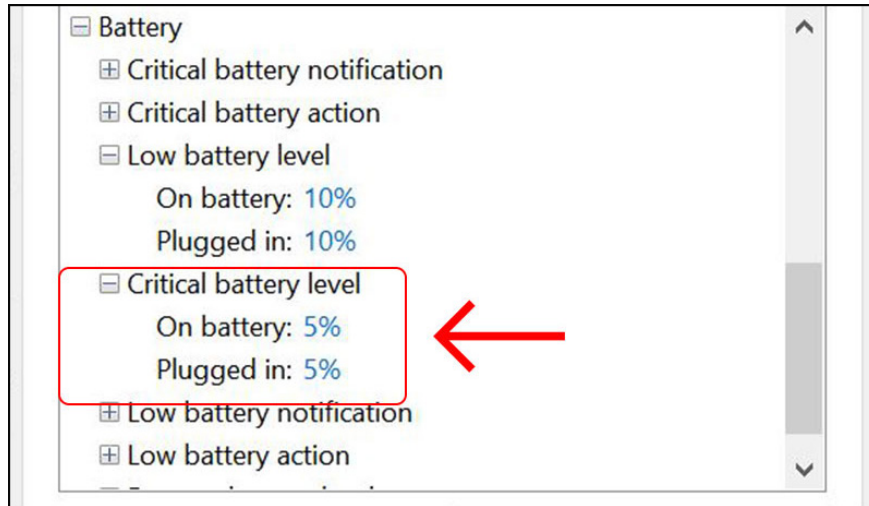 Battery
Critical battery notification
Critical battery action
Low battery level
On battery: 10%
Plugged in: 10%
Critical battery level
On battery: 5%
Plugged in: 5%
Low battery notification
Low battery action